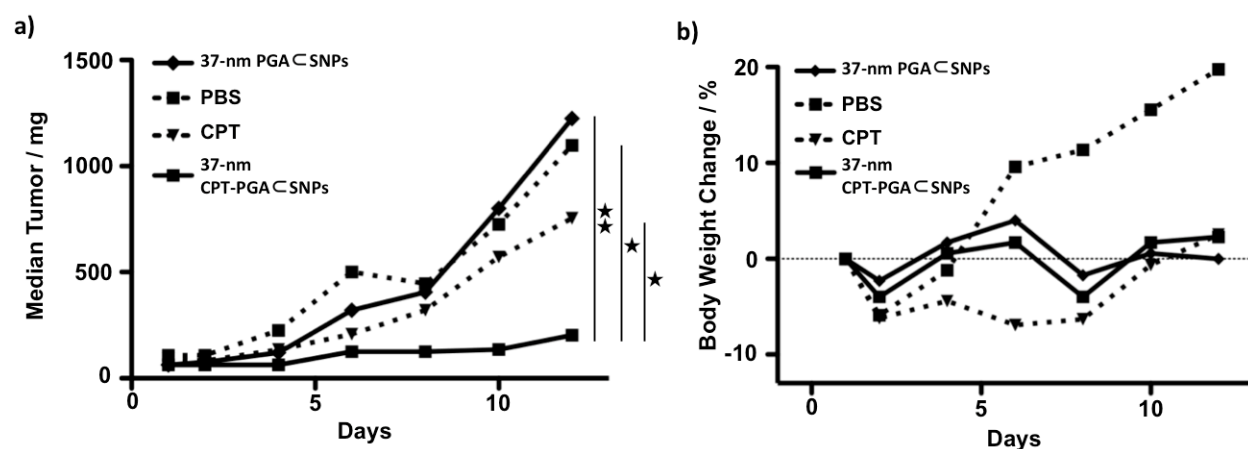 a)
1500
1000
500
0
Median Tumor / mg
37-nm PGA⊂SNPs
PBS
CPT
37-nm
CPT-PGA⊂SNPs
★★
★
★
0
5
10
Days
b)
20
10
0
-10
Body Weight Change / %
37-nm PGA⊂SNPs
PBS
CPT
37-nm
CPT-PGA⊂SNPs
0
5
10
Days